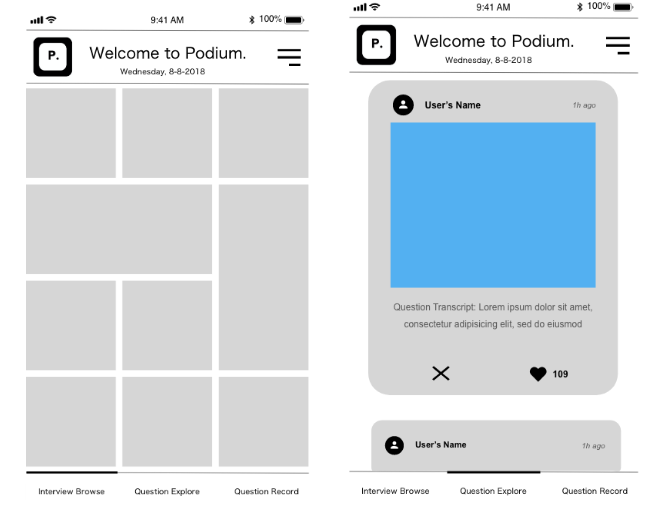 9:41 AM
100%
P.
Welcome to Podium.
Wednesday, 8-8-2018
Interview Browse
Question Explore
Question Record
9:41 AM
100%
P.
Welcome to Podium.
Wednesday, 8-8-2018
User's Name
1h ago
Question Transcript: Lorem ipsum dolor sit amet,
consectetur adipisicing elit, sed do eiusmod
109
User's Name
1h ago
Interview Browse
Question Explore
Question Record